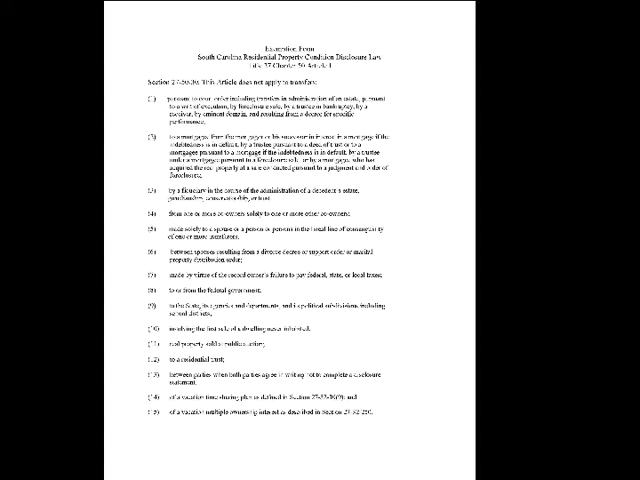 Exemption Form
South Carolina Residential Property Condition Disclosure Law
Title 27 Chapter 50 Article 1
Section 27-50-30. This Article does not apply to transfers:
(1) pursuant to court order including transfers in administration of an estate, pursuant
to a writ of execution, by foreclosure sale, by a trustee in bankruptcy, by a
receiver, by eminent domain, and resulting from a decree for specific
performance;
(2) to a mortgagee from the mortgagor or his successor in interest in a mortgage if the
indebtedness is in default, by a trustee pursuant to a deed of trust or to a
mortgagee pursuant to a mortgage if the indebtedness is in default, by a trustee
under a mortgage pursuant to a foreclosure sale, or by a mortgagee who has
acquired the real property at a sale conducted pursuant to a judgment and order of
foreclosure;
(3) by a fiduciary in the course of the administration of a decedent's estate,
guardianship, conservatorship, or trust
(4) from one or more co-owners solely to one or more other co-owners;
(5) made solely to a spouse or a person or persons in the lineal line of consanguinity
of one or more transferors;
(6) between spouses resulting from a divorce decree or support order or marital
property distribution order;
(7) made by virtue of the record owner's failure to pay federal, state, or local taxes;
(8) to or from the federal government;
(9) to the State, its agencies and departments, and its political subdivisions including
school districts;
(10) involving the first sale of a dwelling never inhabited;
(11) real property sold at public auction;
(12) to a residential trust;
(13) between parties when both parties agree in writing not to complete a disclosure
statement;
(14) of a vacation time sharing plan as defined in Section 27-32-10(9); and
(15) of a vacation multiple ownership interest as described in Section 27-32-250.